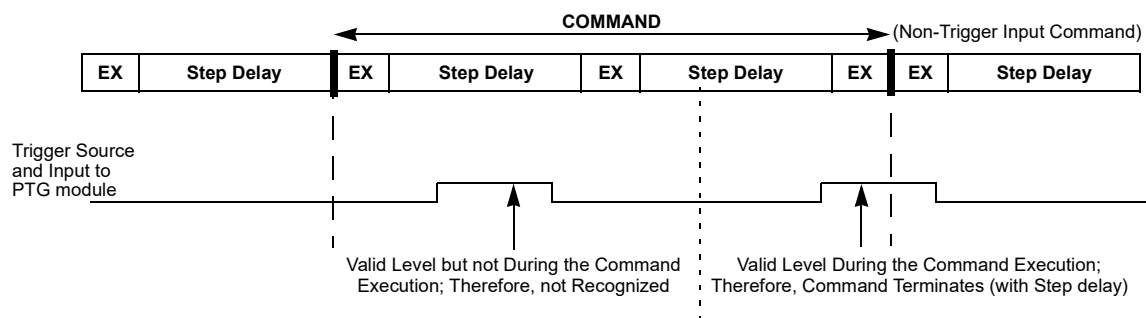 COMMAND
(Non-Trigger Input Command)
EX Step Delay EX Step Delay EX Step Delay EX EX Step Delay
Trigger Source
and Input to
PTG module
Valid Level but not During the Command
Execution; Therefore, not Recognized
Valid Level During the Command Execution;
Therefore, Command Terminates (with Step delay)